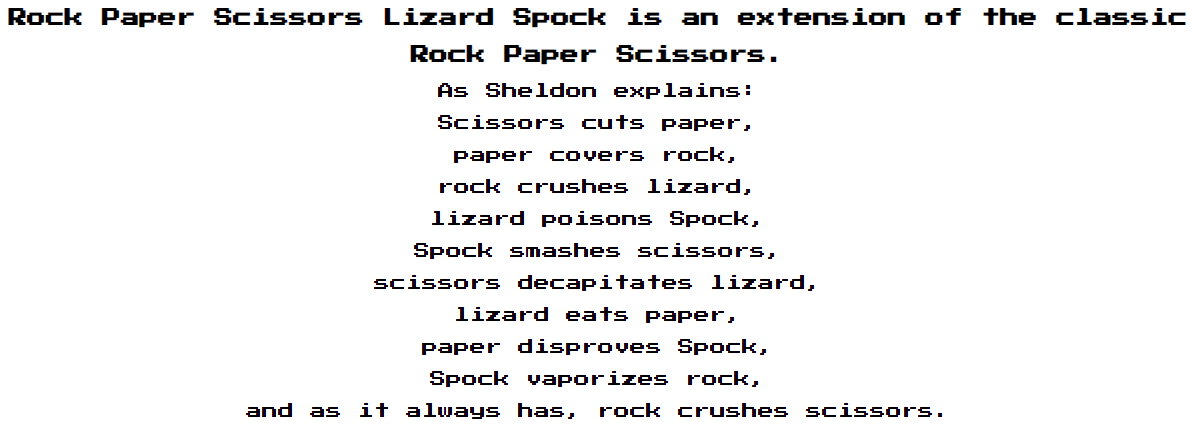 Rock Paper Scissors Lizard Spock is an extension of the classic
Rock Paper Scissors.
As Sheldon explains:
Scissors cuts paper,
paper covers rock,
rock crushes lizard,
lizard poisons Spock,
Spock smashes scissors,
scissors decapitates lizard,
lizard eats paper,
paper disproves Spock,
Spock vaporizes rock,
and as it always has, rock crushes scissors.